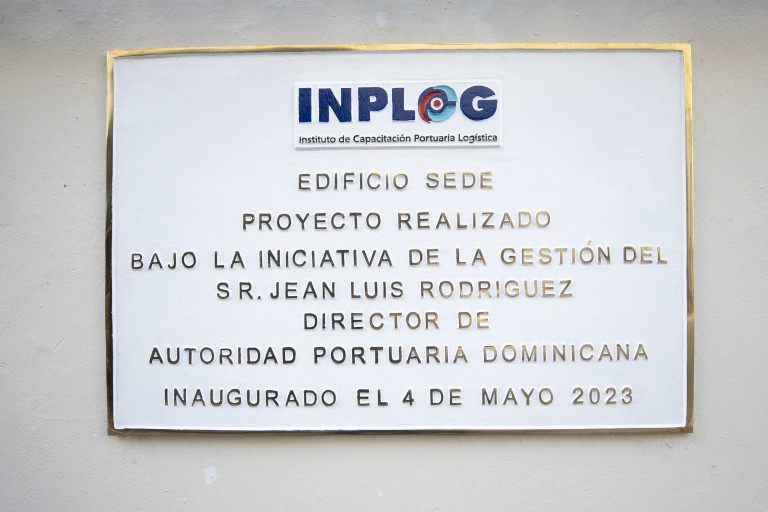 INPLOG
Instituto de Capacitación Portuaria Logística
EDIFICIO SEDE
PROYECTO REALIZADO
BAJO LA INICIATIVA DE LA GESTIÓN DEL
SR. JEAN LUIS RODRIGUEZ
DIRECTOR DE
AUTORIDAD PORTUARIA DOMINICANA
INAUGURADO EL 4 DE MAYO 2023